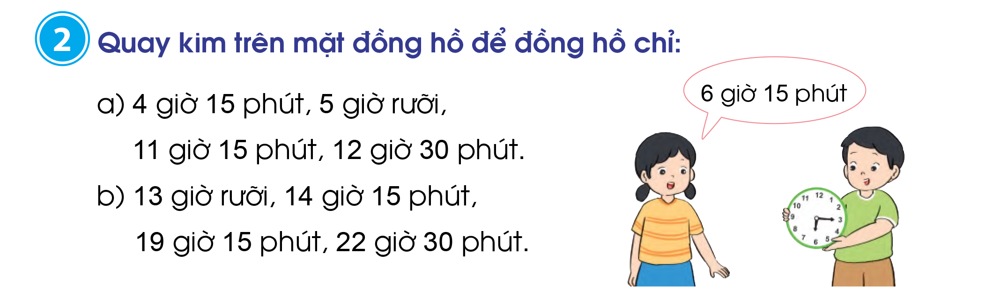 2 Quay kim trên mặt đồng hồ để đồng hồ chỉ:
6 giờ 15 phút
a) 4 giờ 15 phút, 5 giờ rưỡi,
11 giờ 15 phút, 12 giờ 30 phút.
b) 13 giờ rưỡi, 14 giờ 15 phút,
19 giờ 15 phút, 22 giờ 30 phút.
12
1
2
3
4
5
6
7
8
9
10
11